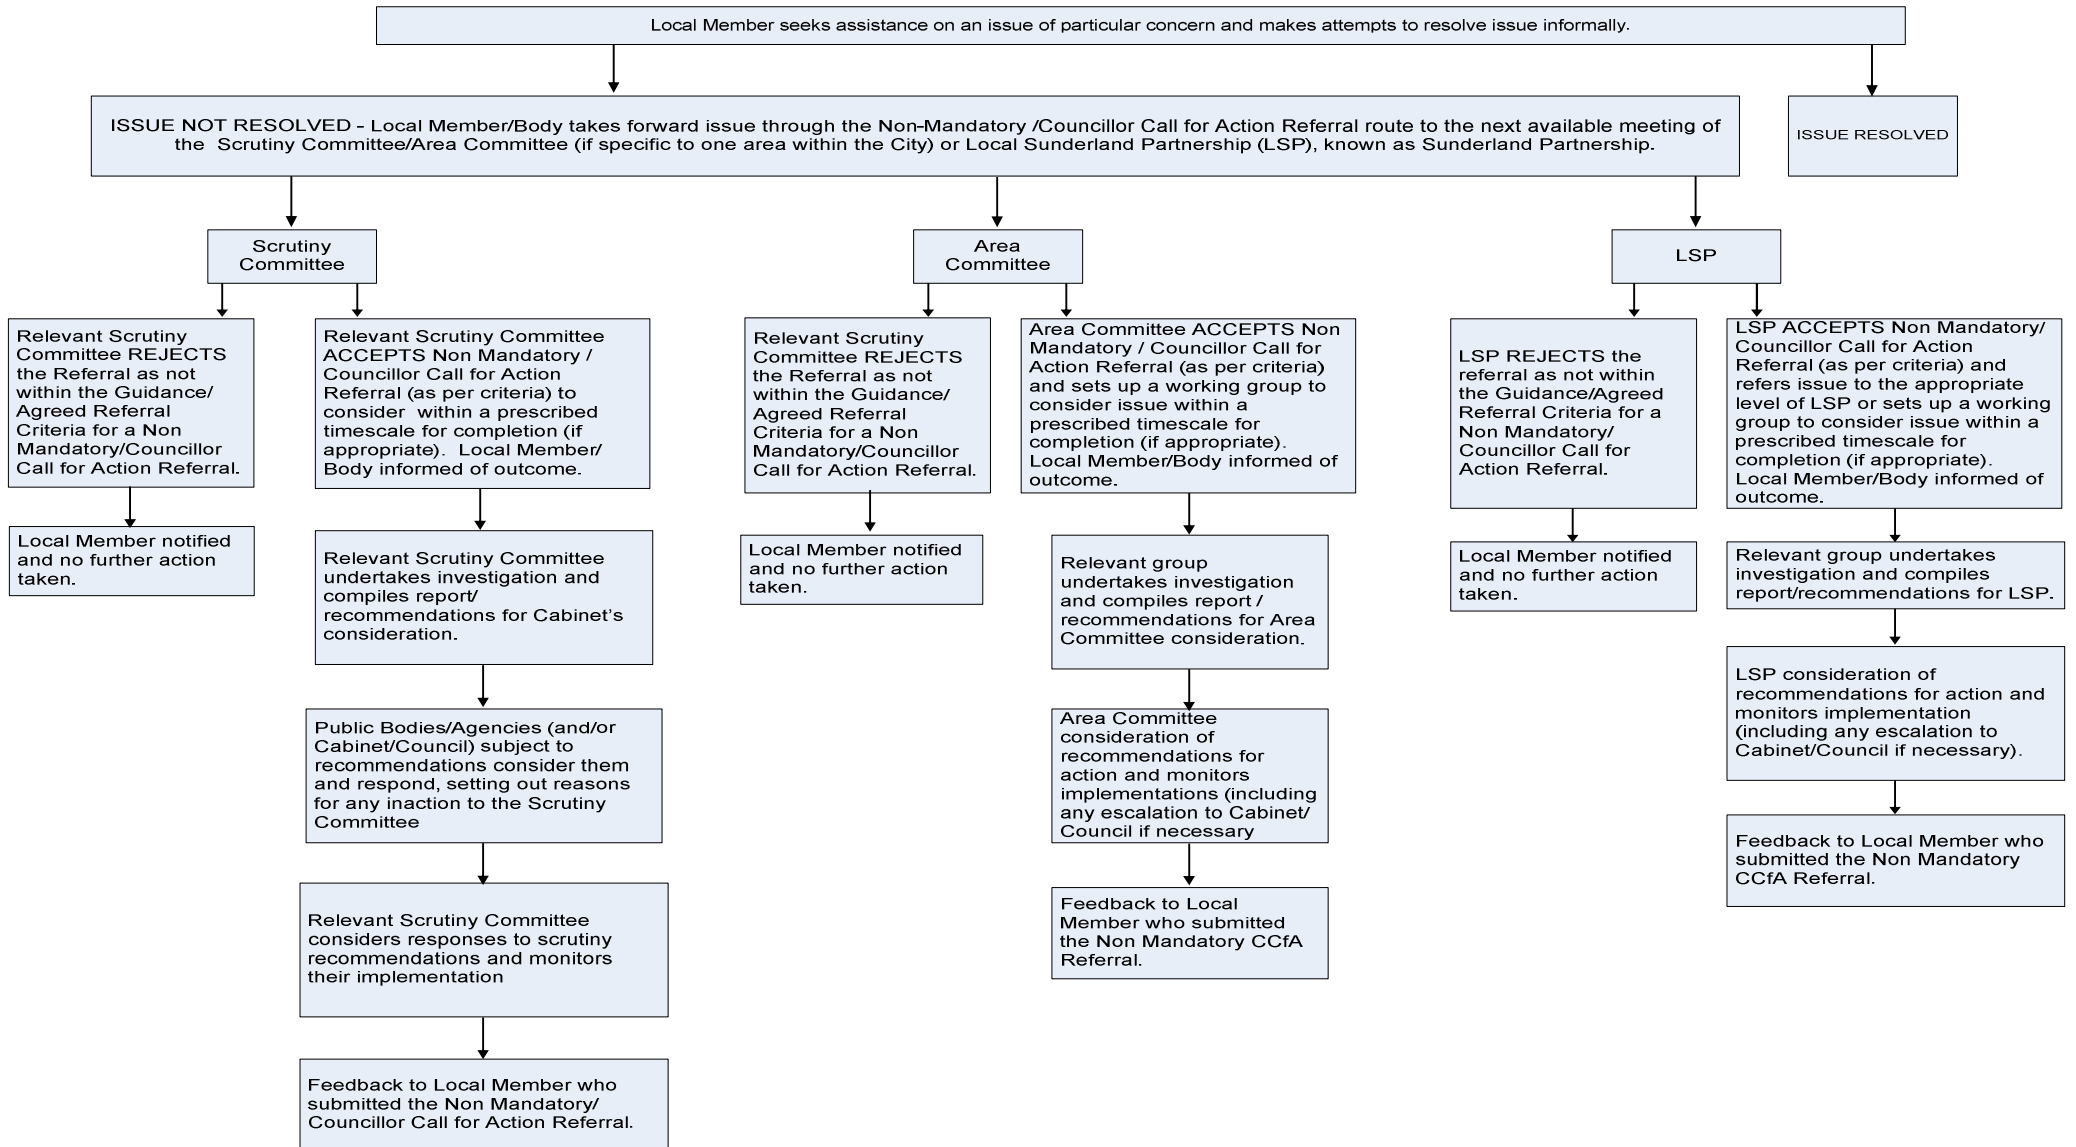 Local Member seeks assistance on an issue of particular concern and makes attempts to resolve issue informally.
ISSUE NOT RESOLVED - Local Member/Body takes forward issue through the Non-Mandatory /Councillor Call for Action Referral route to the next available meeting of
the Scrutiny Committee/Area Committee (if specific to one area within the City) or Local Sunderland Partnership (LSP), known as Sunderland Partnership.
ISSUE RESOLVED
Scrutiny
Committee
Area
Committee
LSP
Relevant Scrutiny
Committee REJECTS
the Referral as not
within the Guidance/
Agreed Referral
Criteria for a Non
Mandatory/Councillor
Call for Action Referral.
Relevant Scrutiny Committee
ACCEPTS Non Mandatory /
Councillor Call for Action
Referral (as per criteria) to
consider within a prescribed
timescale for completion (if
appropriate). Local Member/
Body informed of outcome.
Relevant Scrutiny
Committee REJECTS
the Referral as not
within the Guidance/
Agreed Referral
Criteria for a Non
Mandatory/Councillor
Call for Action Referral.
Area Committee ACCEPTS Non
Mandatory / Councillor Call for
Action Referral (as per criteria)
and sets up a working group to
consider issue within a
prescribed timescale for
completion (if appropriate).
Local Member/Body informed of
outcome.
LSP REJECTS the
referral as not within
the Guidance/Agreed
Referral Criteria for a
Non Mandatory/
Councillor Call for
Action Referral.
LSP ACCEPTS Non Mandatory/
Councillor Call for Action
Referral (as per criteria) and
refers issue to the appropriate
level of LSP or sets up a working
group to consider issue within a
prescribed timescale for
completion (if appropriate).
Local Member/Body informed of
outcome.
Local Member notified
and no further action
taken.
Relevant Scrutiny Committee
undertakes investigation and
compiles report/
recommendations for Cabinet's
consideration.
Local Member notified
and no further action
taken.
Relevant group
undertakes investigation
and compiles report /
recommendations for Area
Committee consideration.
Local Member notified
and no further action
taken.
Relevant group undertakes
investigation and compiles
report/recommendations for LSP.
Public Bodies/Agencies (and/or
Cabinet/Council) subject to
recommendations consider them
and respond, setting out reasons
for any inaction to the Scrutiny
Committee
Area Committee
consideration of
recommendations for
action and monitors
implementations (including
any escalation to Cabinet/
Council if necessary
LSP consideration of
recommendations for action and
monitors implementation
(including any escalation to
Cabinet/Council if necessary).
Relevant Scrutiny Committee
considers responses to scrutiny
recommendations and monitors
their implementation
Feedback to Local
Member who submitted
the Non Mandatory CCfA
Referral.
Feedback to Local Member who
submitted the Non Mandatory
CCfA Referral.
Feedback to Local Member who
submitted the Non Mandatory/
Councillor Call for Action Referral.